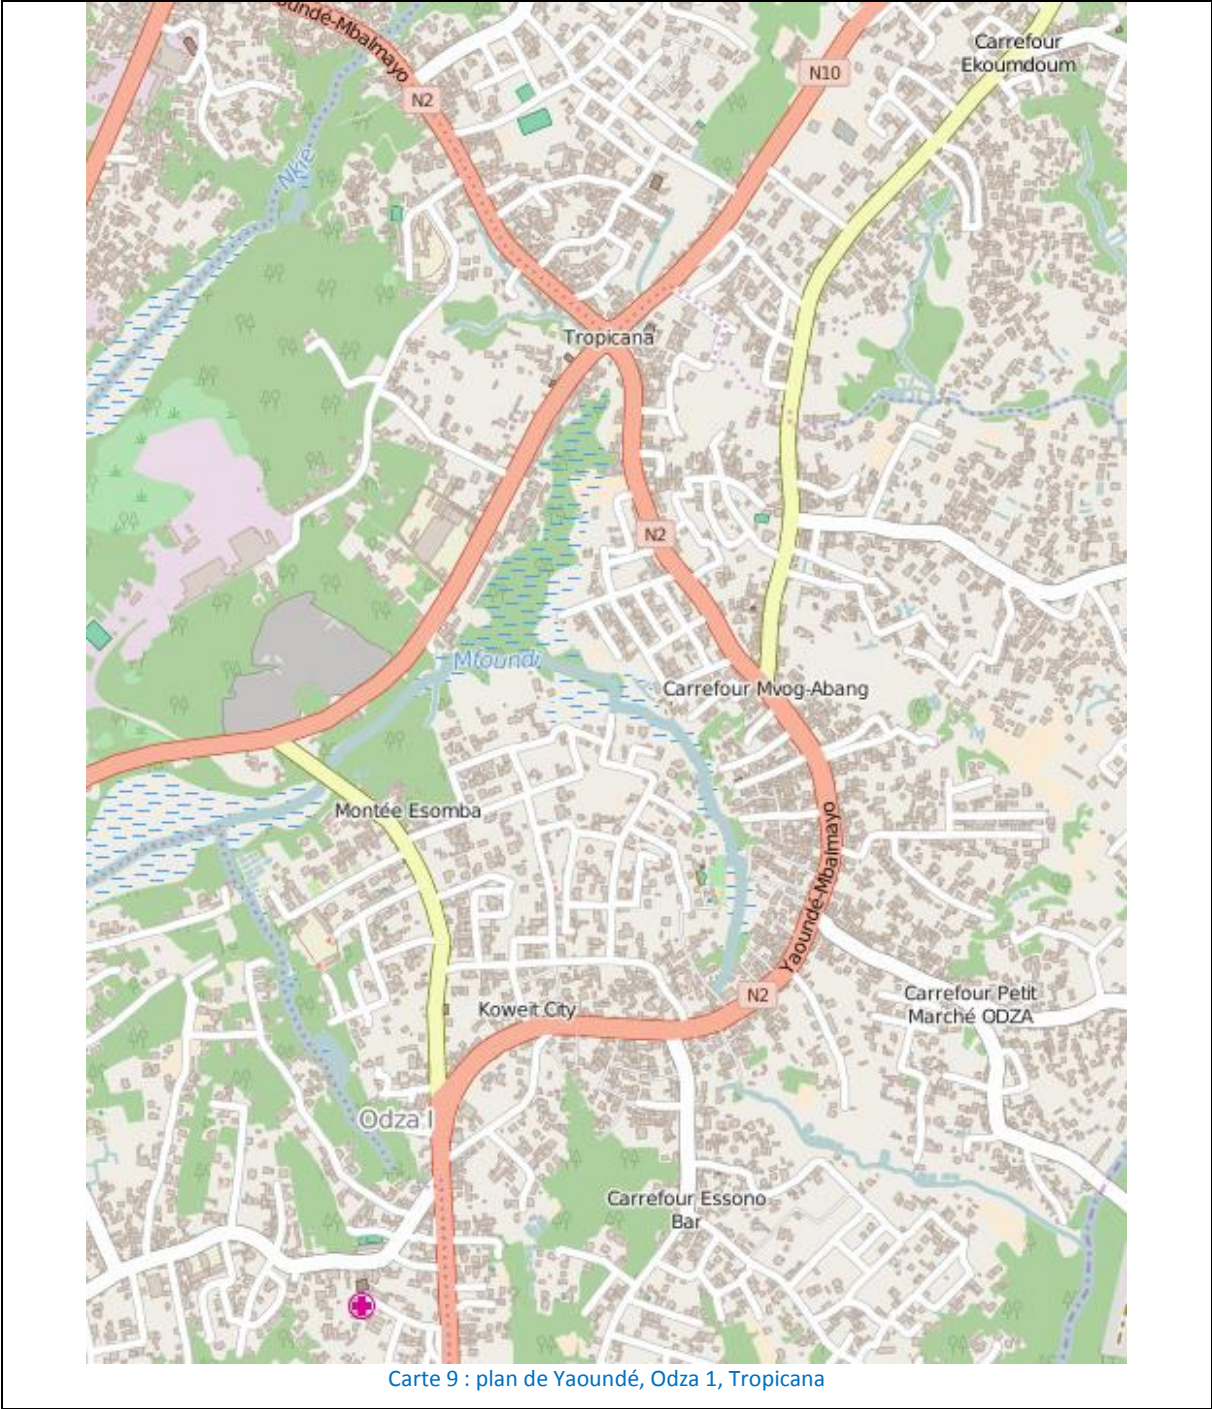 Yaoundé-Mbalmayo
Carrefour
Ekoumdoum
N10
N2
Nkié
Tropicana
N2
Mfoundi
Carrefour Mvog-Abang
Montée Esomba
Yaoundé-Mbalmayo
N2
Carrefour Petit
Marché ODZA
Koweit City
Odza I
Carrefour Essono
Bar
Carte 9 : plan de Yaoundé, Odza 1, Tropicana